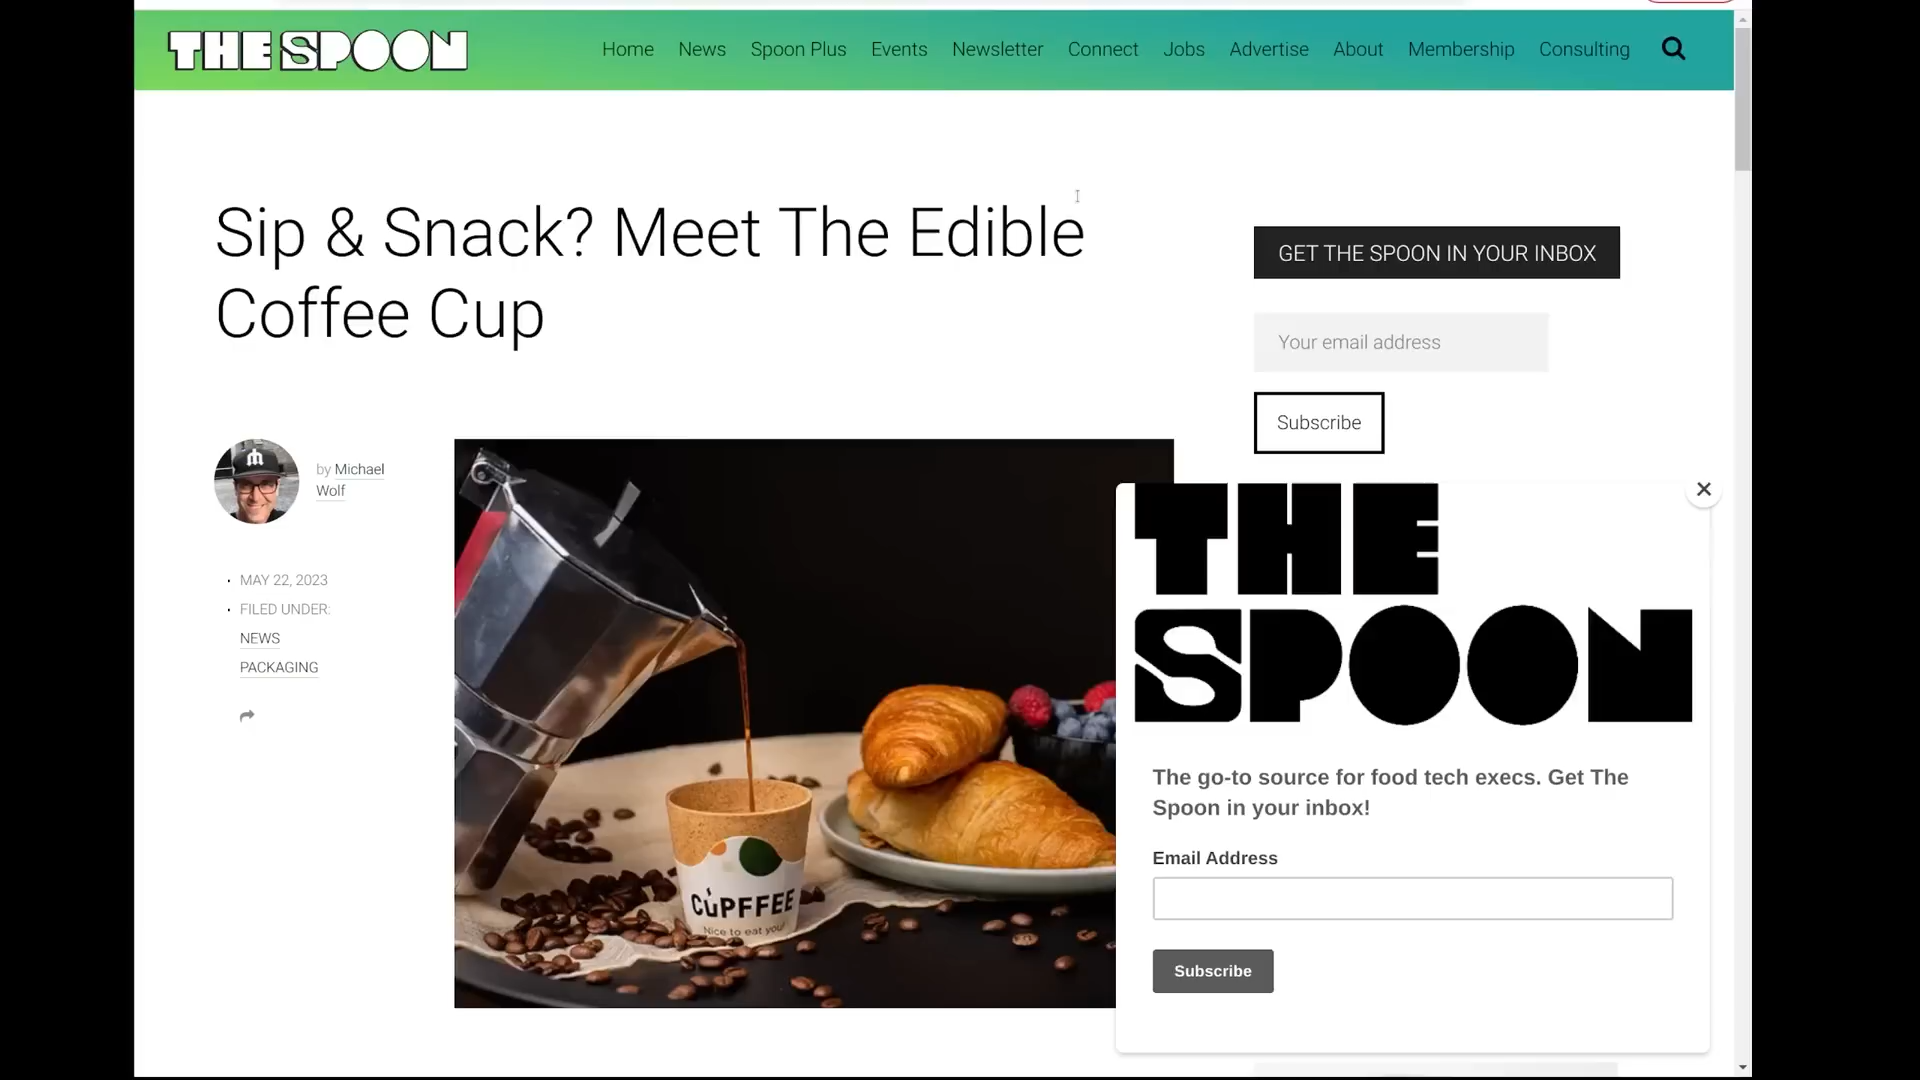 THE SPOON
Home News Spoon Plus Events Newsletter Connect Jobs Advertise About Membership Consulting
Sip & Snack? Meet The Edible
Coffee Cup
by Michael
Wolf
MAY 22, 2023
FILED UNDER:
NEWS
PACKAGING
CUPFFEE
Nice to eat you!
GET THE SPOON IN YOUR INBOX
Your email address
Subscribe
THE
SPOON
The go-to source for food tech execs. Get The
Spoon in your inbox!
Email Address
Subscribe